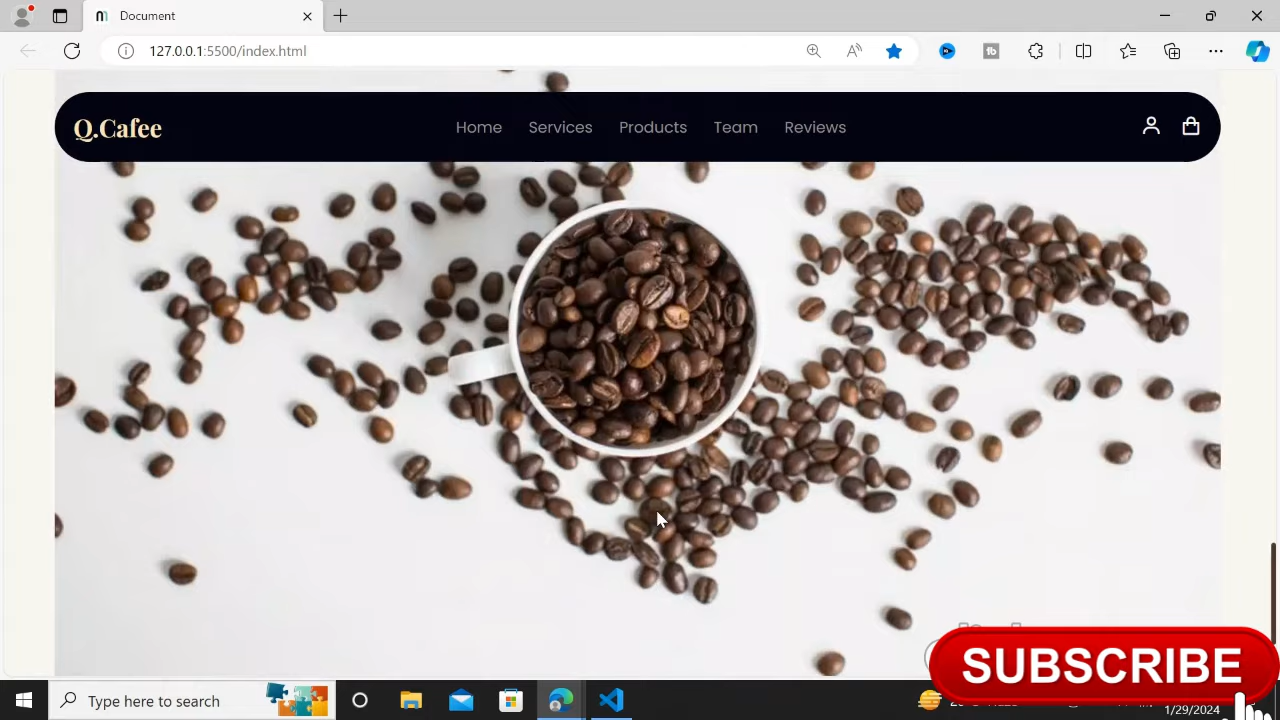 Document
127.0.0.1:5500/index.html
Q.Cafee
Home Services Products Team Reviews
SUBSCRIBE
Type here to search
1/29/2024